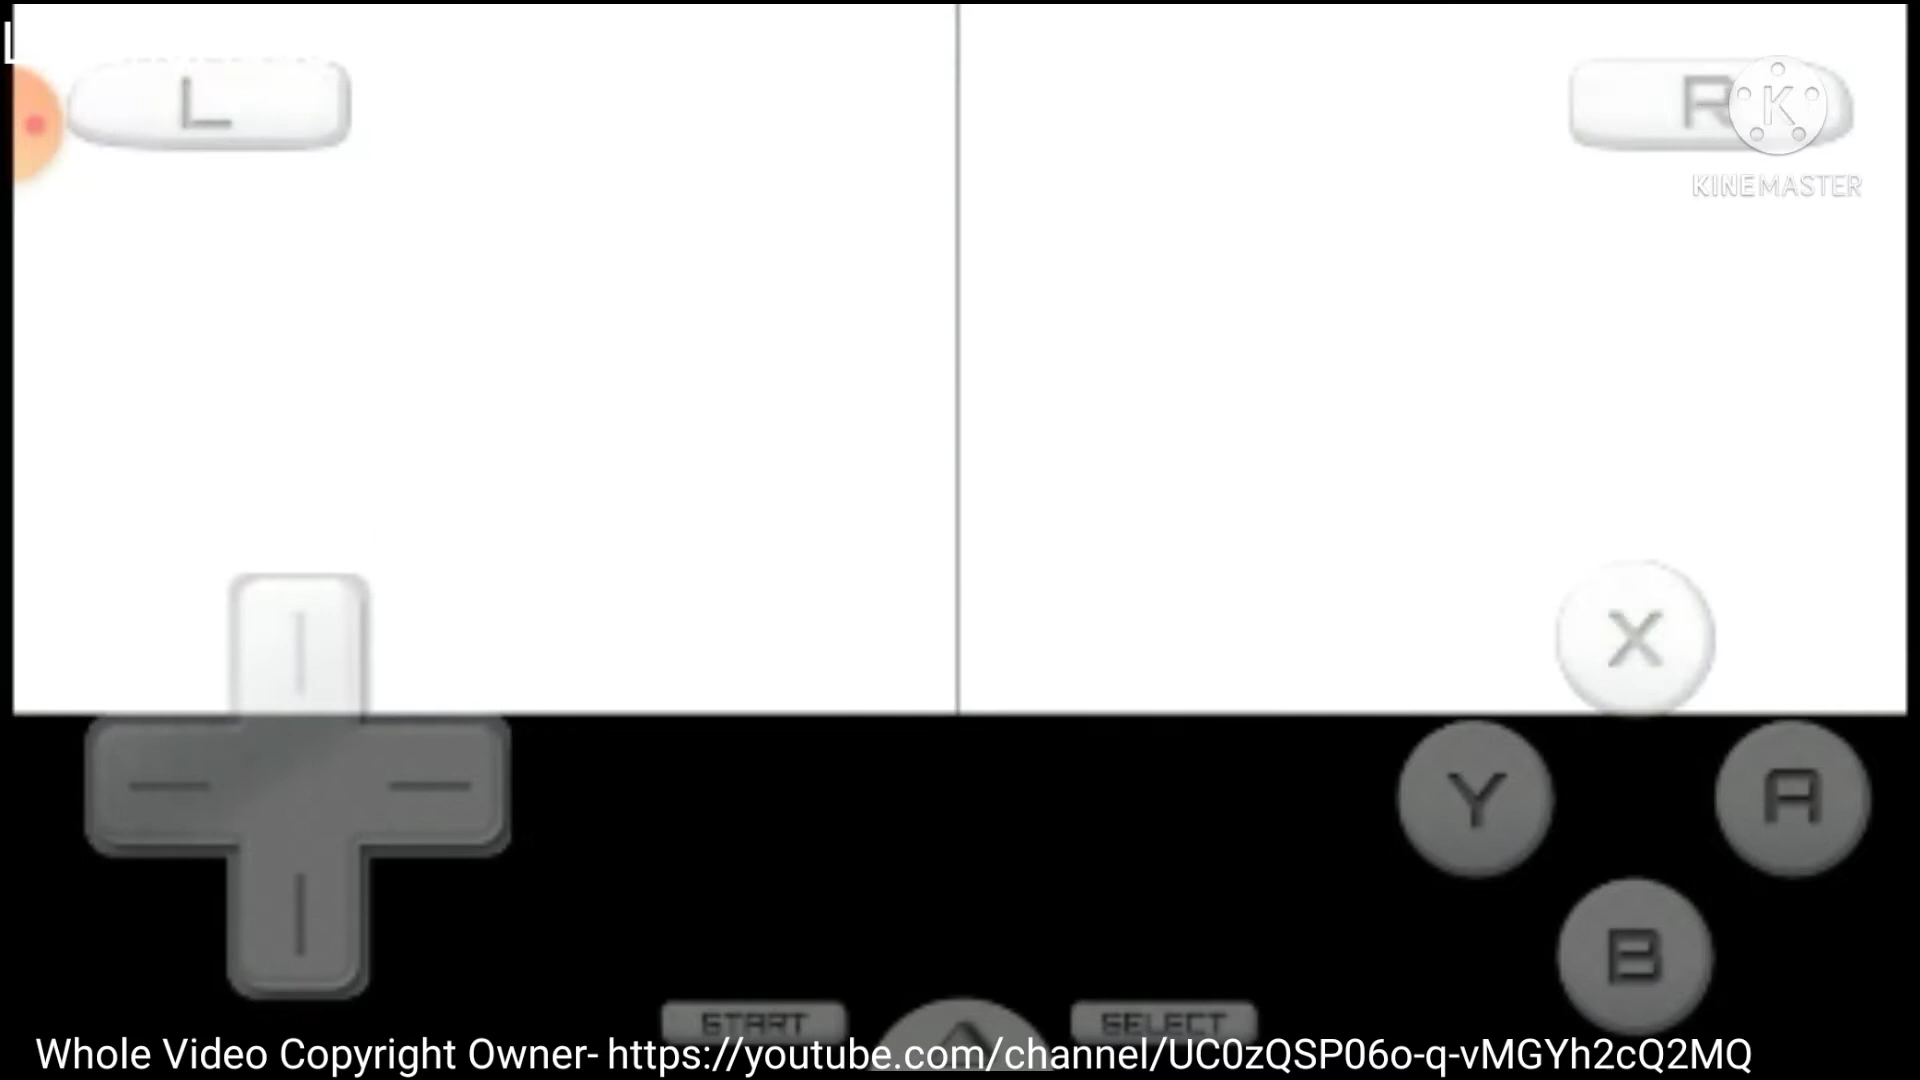 L
L
R
K
KINEMASTER
X
Y
A
B
START
SELECT
Whole Video Copyright Owner- https://youtube.com/channel/UC0zQSP06o-q-vMGYh2cQ2MQ